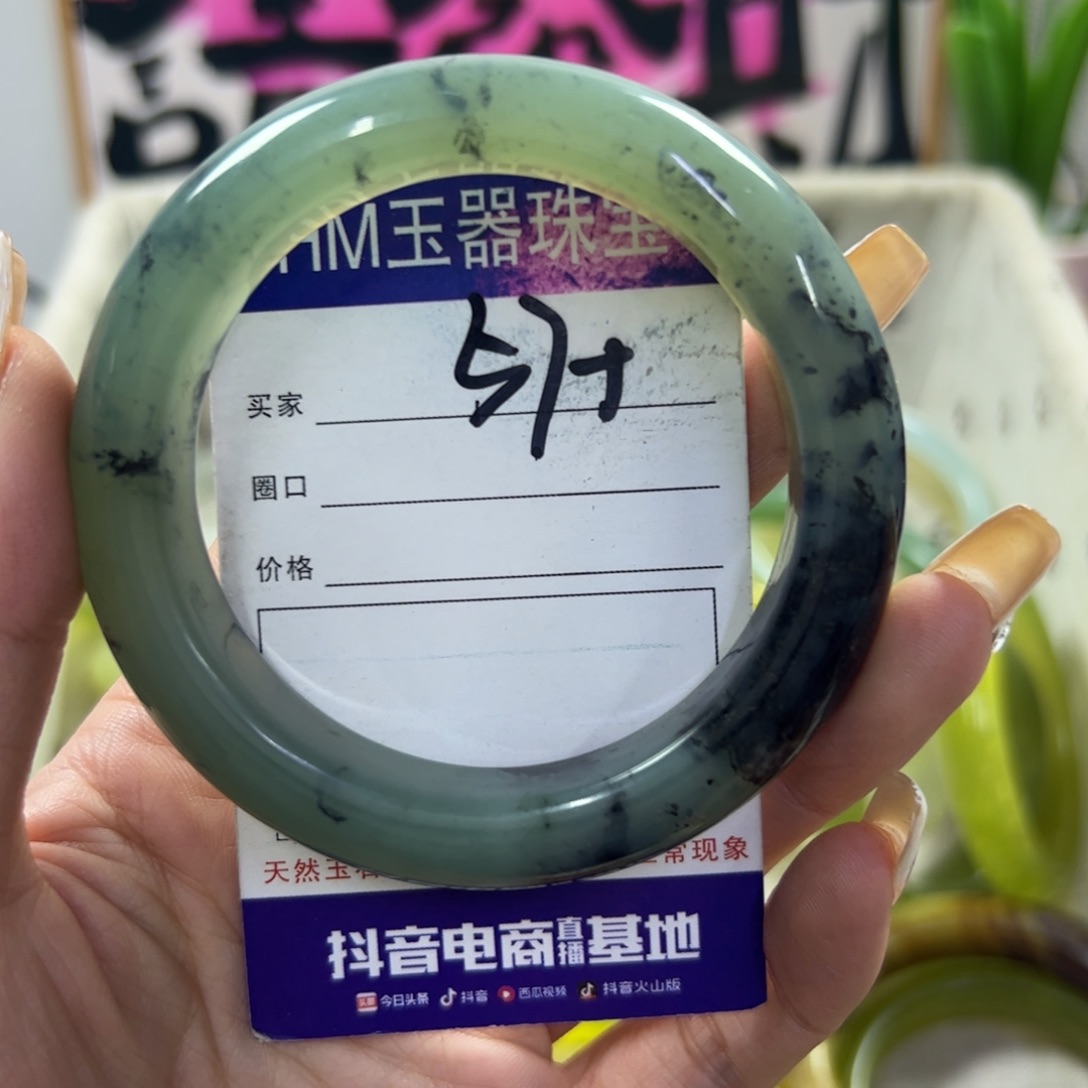 HM玉器珠宝
买家
圈口
价格
天然玉石
常现象
抖音电商直播基地
今日头条 抖音 西瓜视频 抖音火山版